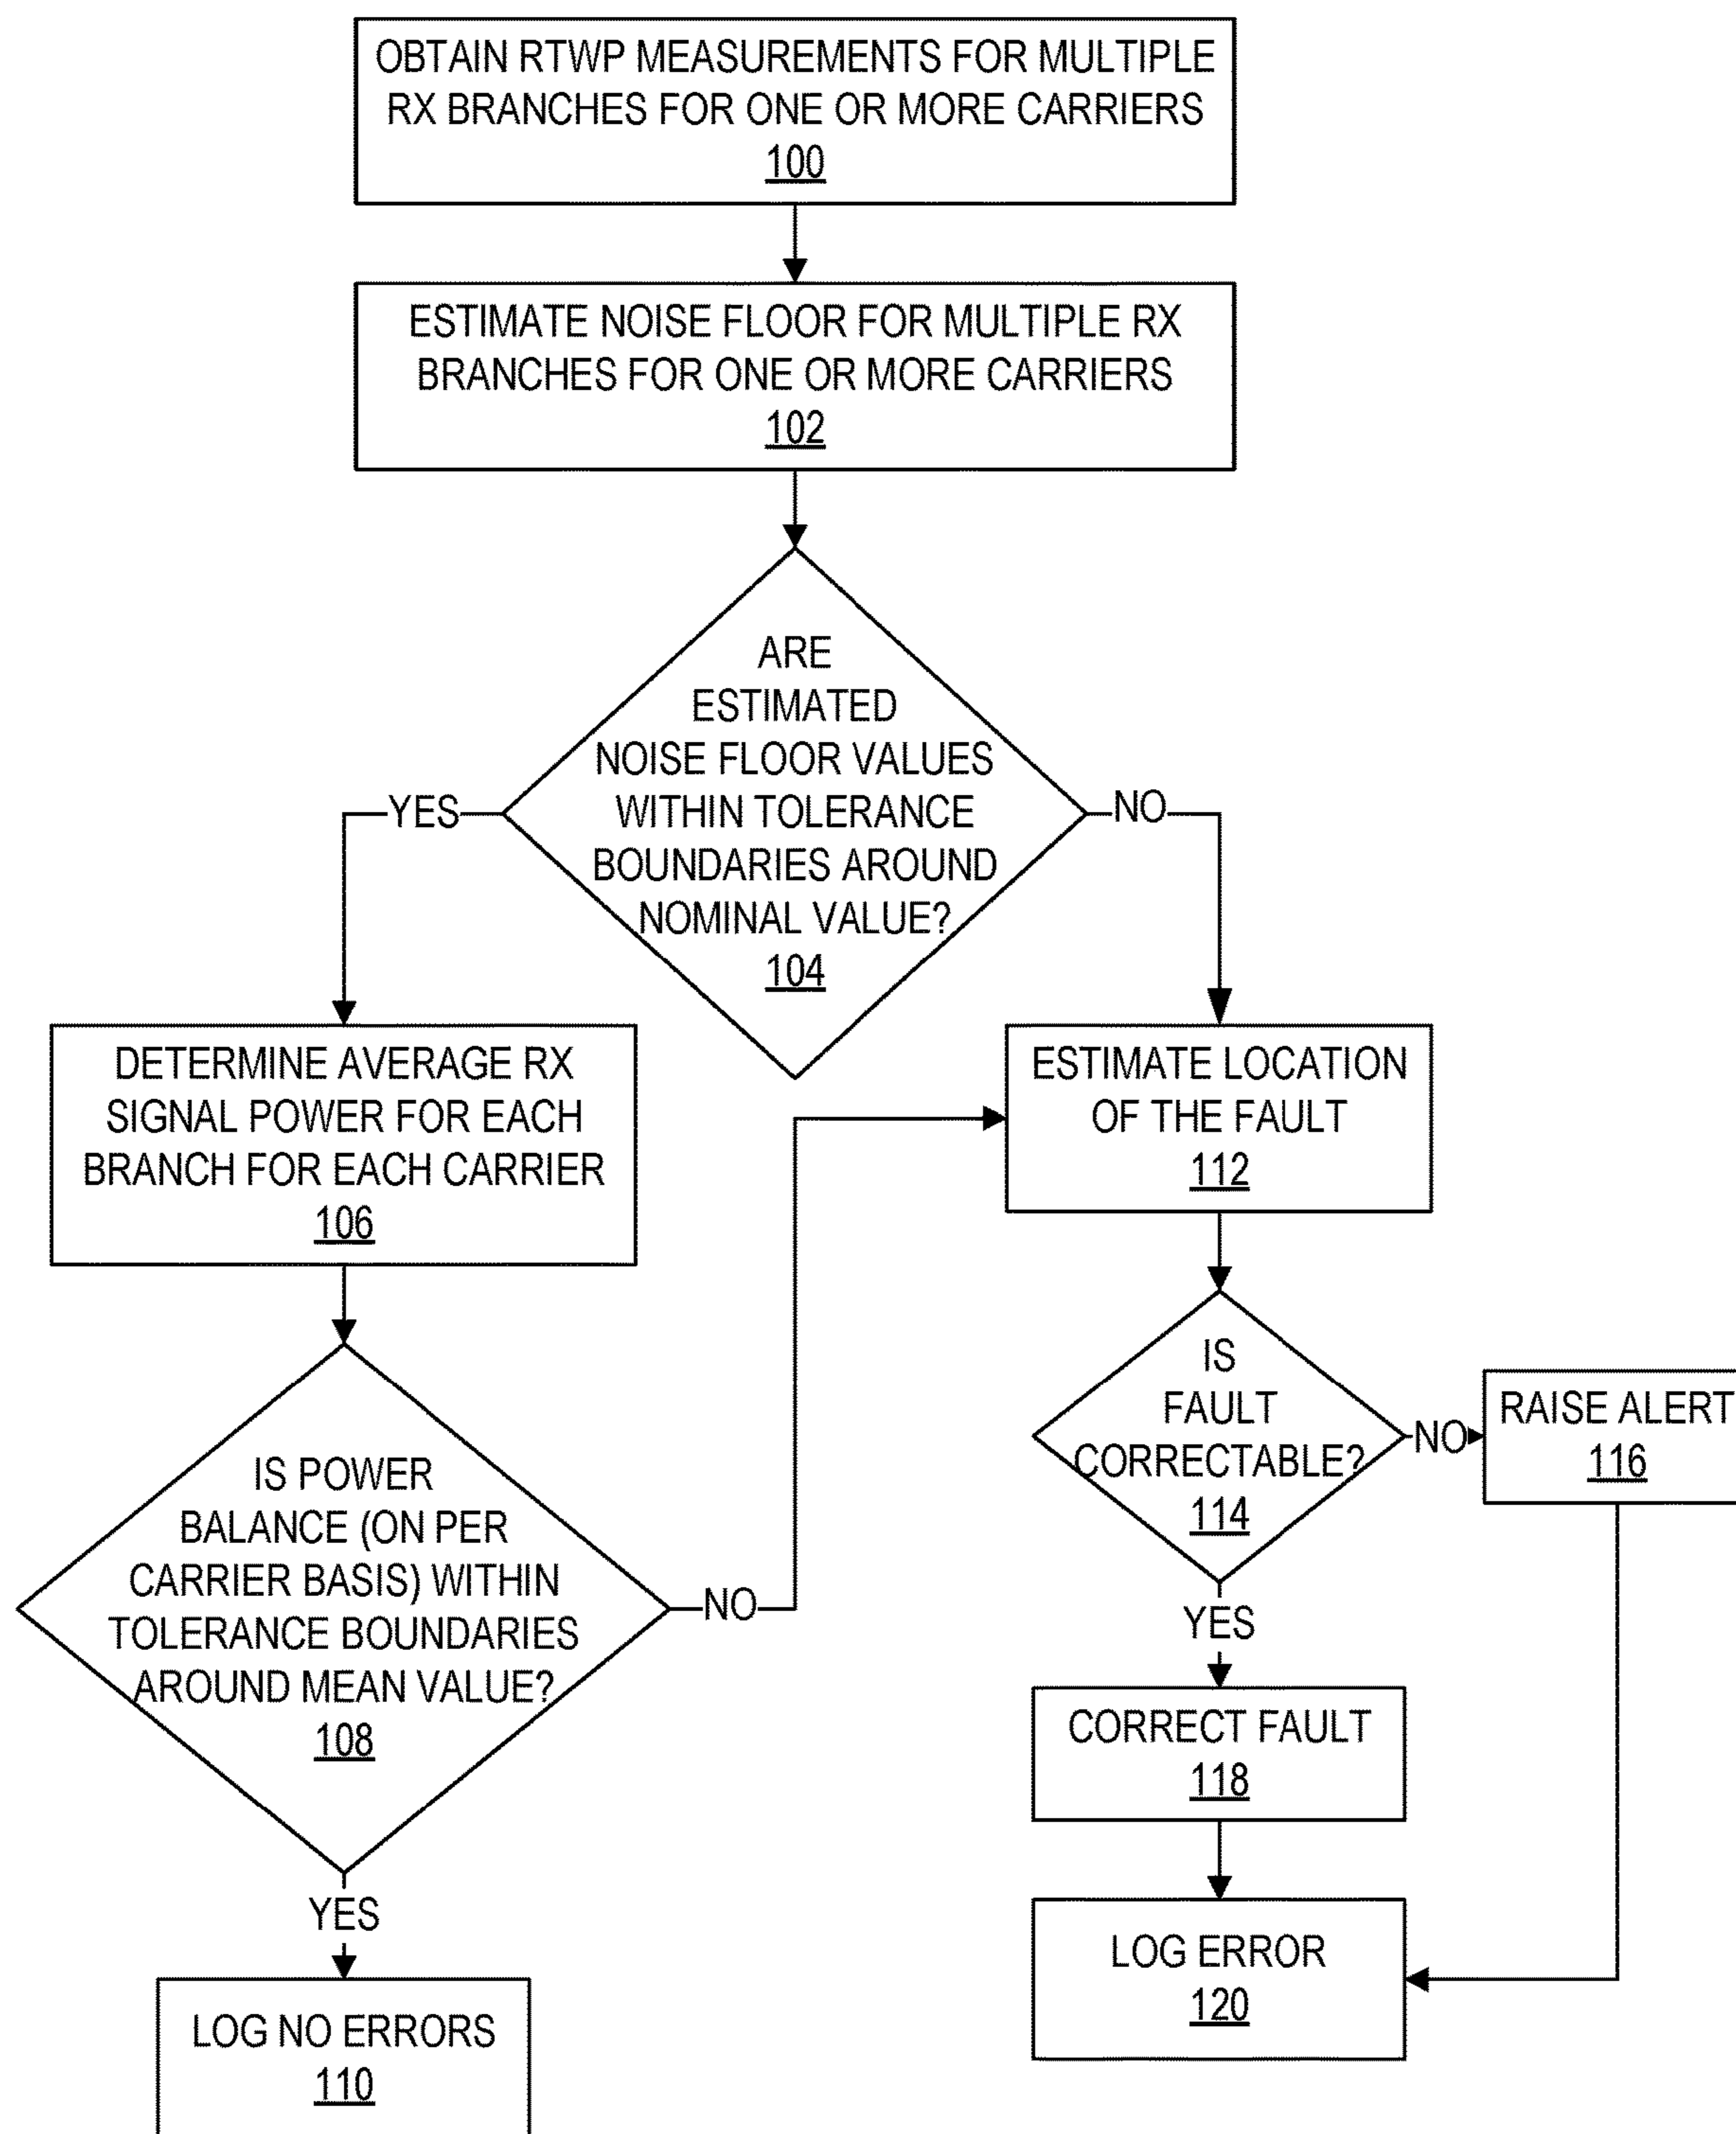 OBTAIN RTWP MEASUREMENTS FOR MULTIPLE
RX BRANCHES FOR ONE OR MORE CARRIERS
100
ESTIMATE NOISE FLOOR FOR MULTIPLE RX
BRANCHES FOR ONE OR MORE CARRIERS
102
ARE
ESTIMATED
NOISE FLOOR VALUES
WITHIN TOLERANCE
BOUNDARIES AROUND
NOMINAL VALUE?
104
YES
NO
DETERMINE AVERAGE RX
SIGNAL POWER FOR EACH
BRANCH FOR EACH CARRIER
106
IS POWER
BALANCE (ON PER
CARRIER BASIS) WITHIN
TOLERANCE BOUNDARIES
AROUND MEAN VALUE?
108
NO
YES
LOG NO ERRORS
110
ESTIMATE LOCATION
OF THE FAULT
112
IS
FAULT
CORRECTABLE?
114
NO
RAISE ALERT
116
YES
CORRECT FAULT
118
LOG ERROR
120